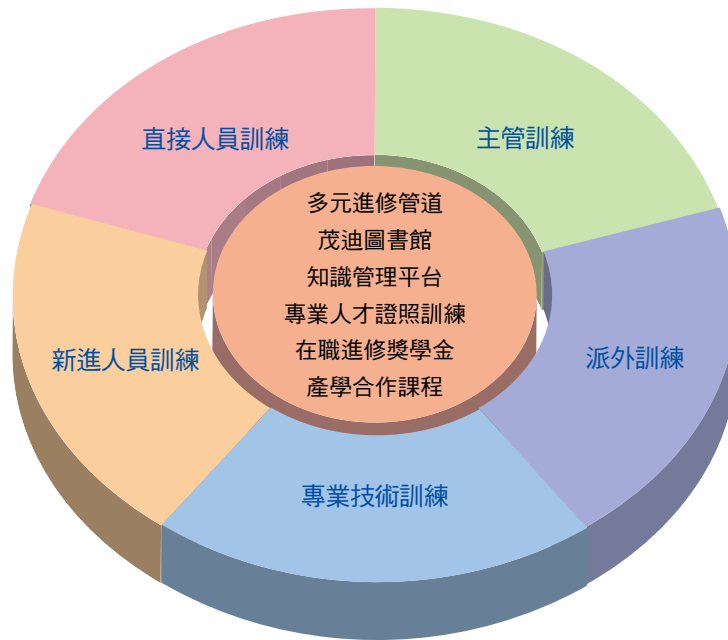 直接人員訓練
主管訓練
多元進修管道
茂迪圖書館
知識管理平台
專業人才證照訓練
在職進修獎學金
產學合作課程
新進人員訓練
派外訓練
專業技術訓練